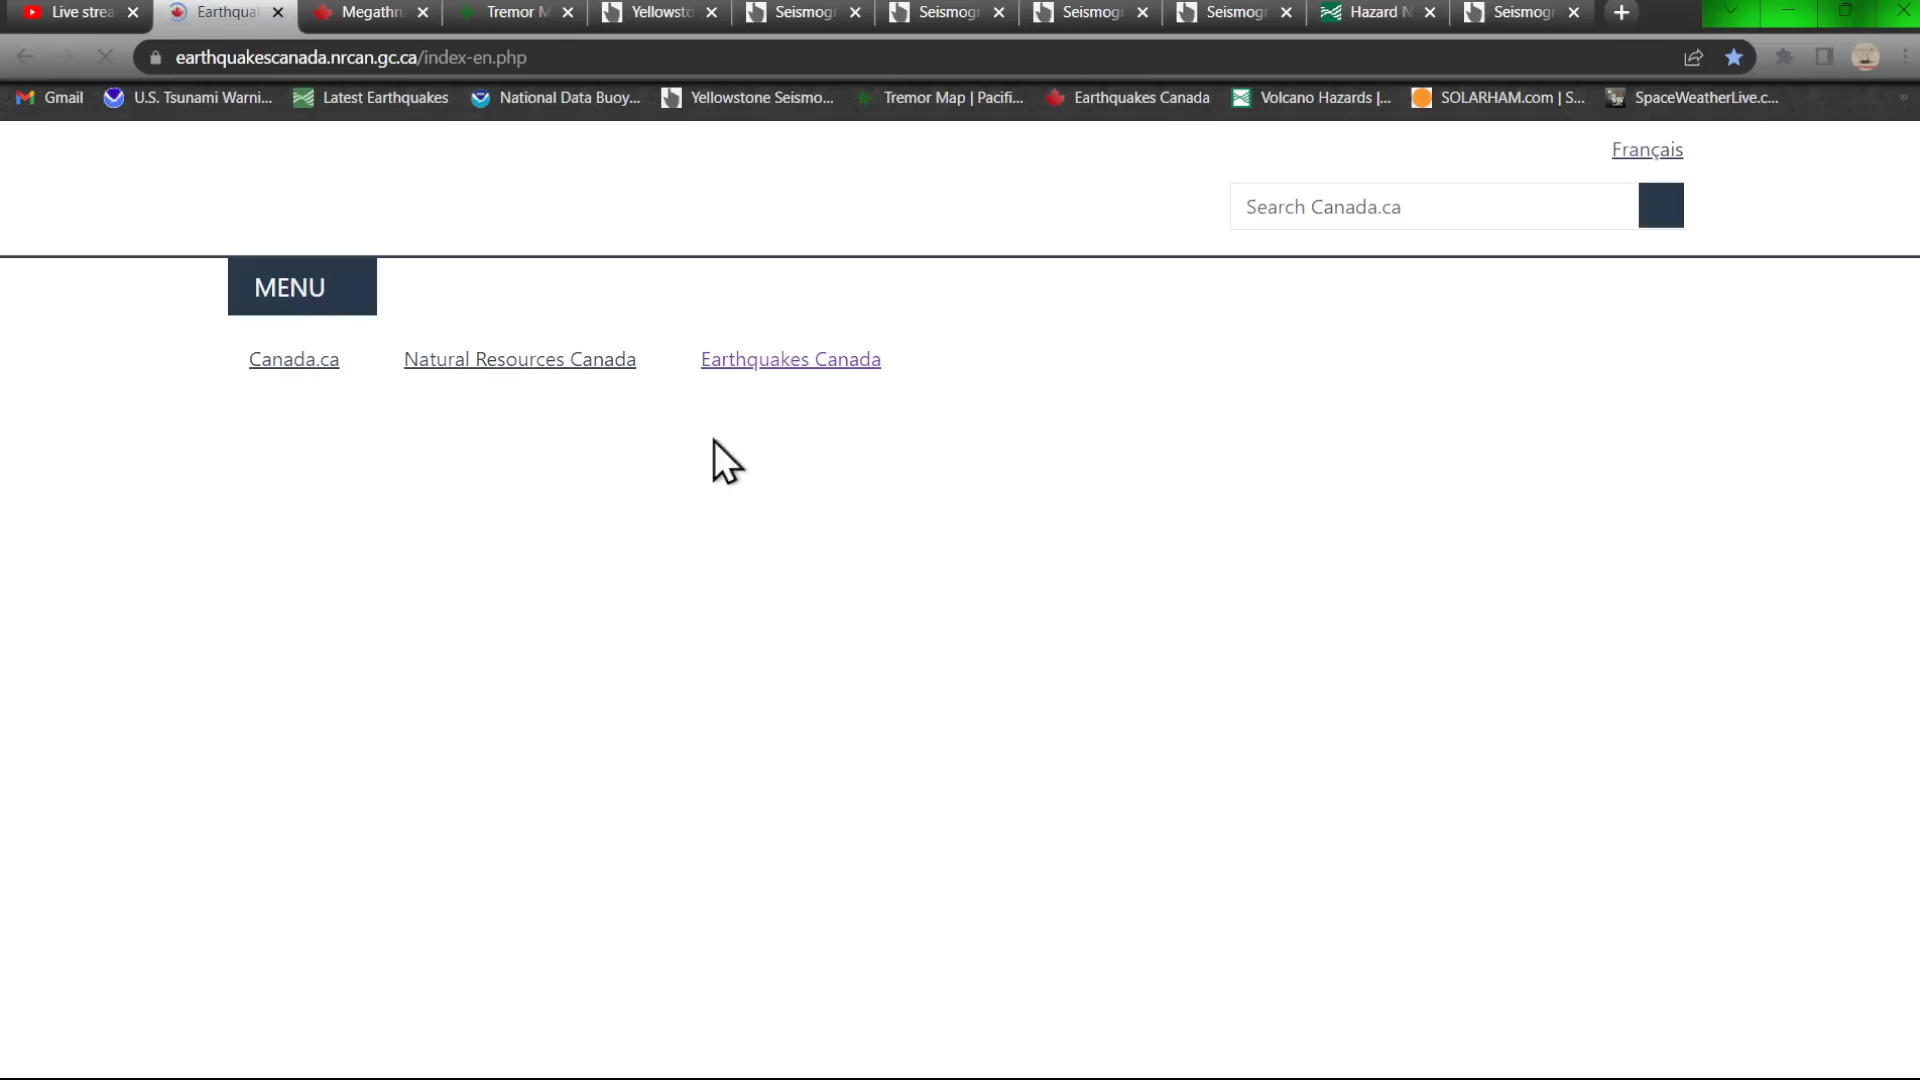 Live strea Earthqual Megathru Tremor M Yellowsto Seismogr Seismogr Seismogr Seismogr Hazard N Seismogr
earthquakescanada.nrcan.gc.ca/index-en.php
Gmail U.S. Tsunami Warni... Latest Earthquakes National Data Buoy... Yellowstone Seismo... Tremor Map | Pacifi... Earthquakes Canada Volcano Hazards |... SOLARHAM.com | S... SpaceWeatherLive.c...
Français
Search Canada.ca
MENU
Canada.ca Natural Resources Canada Earthquakes Canada